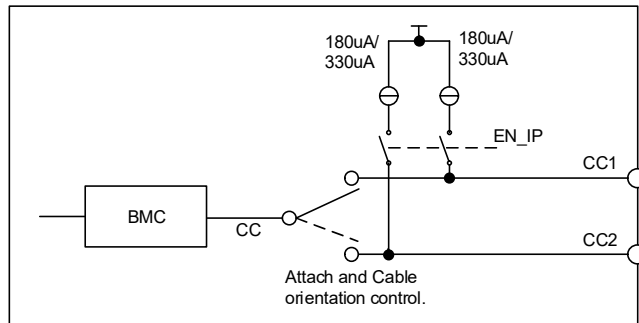 180uA/
330uA
180uA/
330uA
EN_IP
CC1
BMC
CC
CC2
Attach and Cable
orientation control.